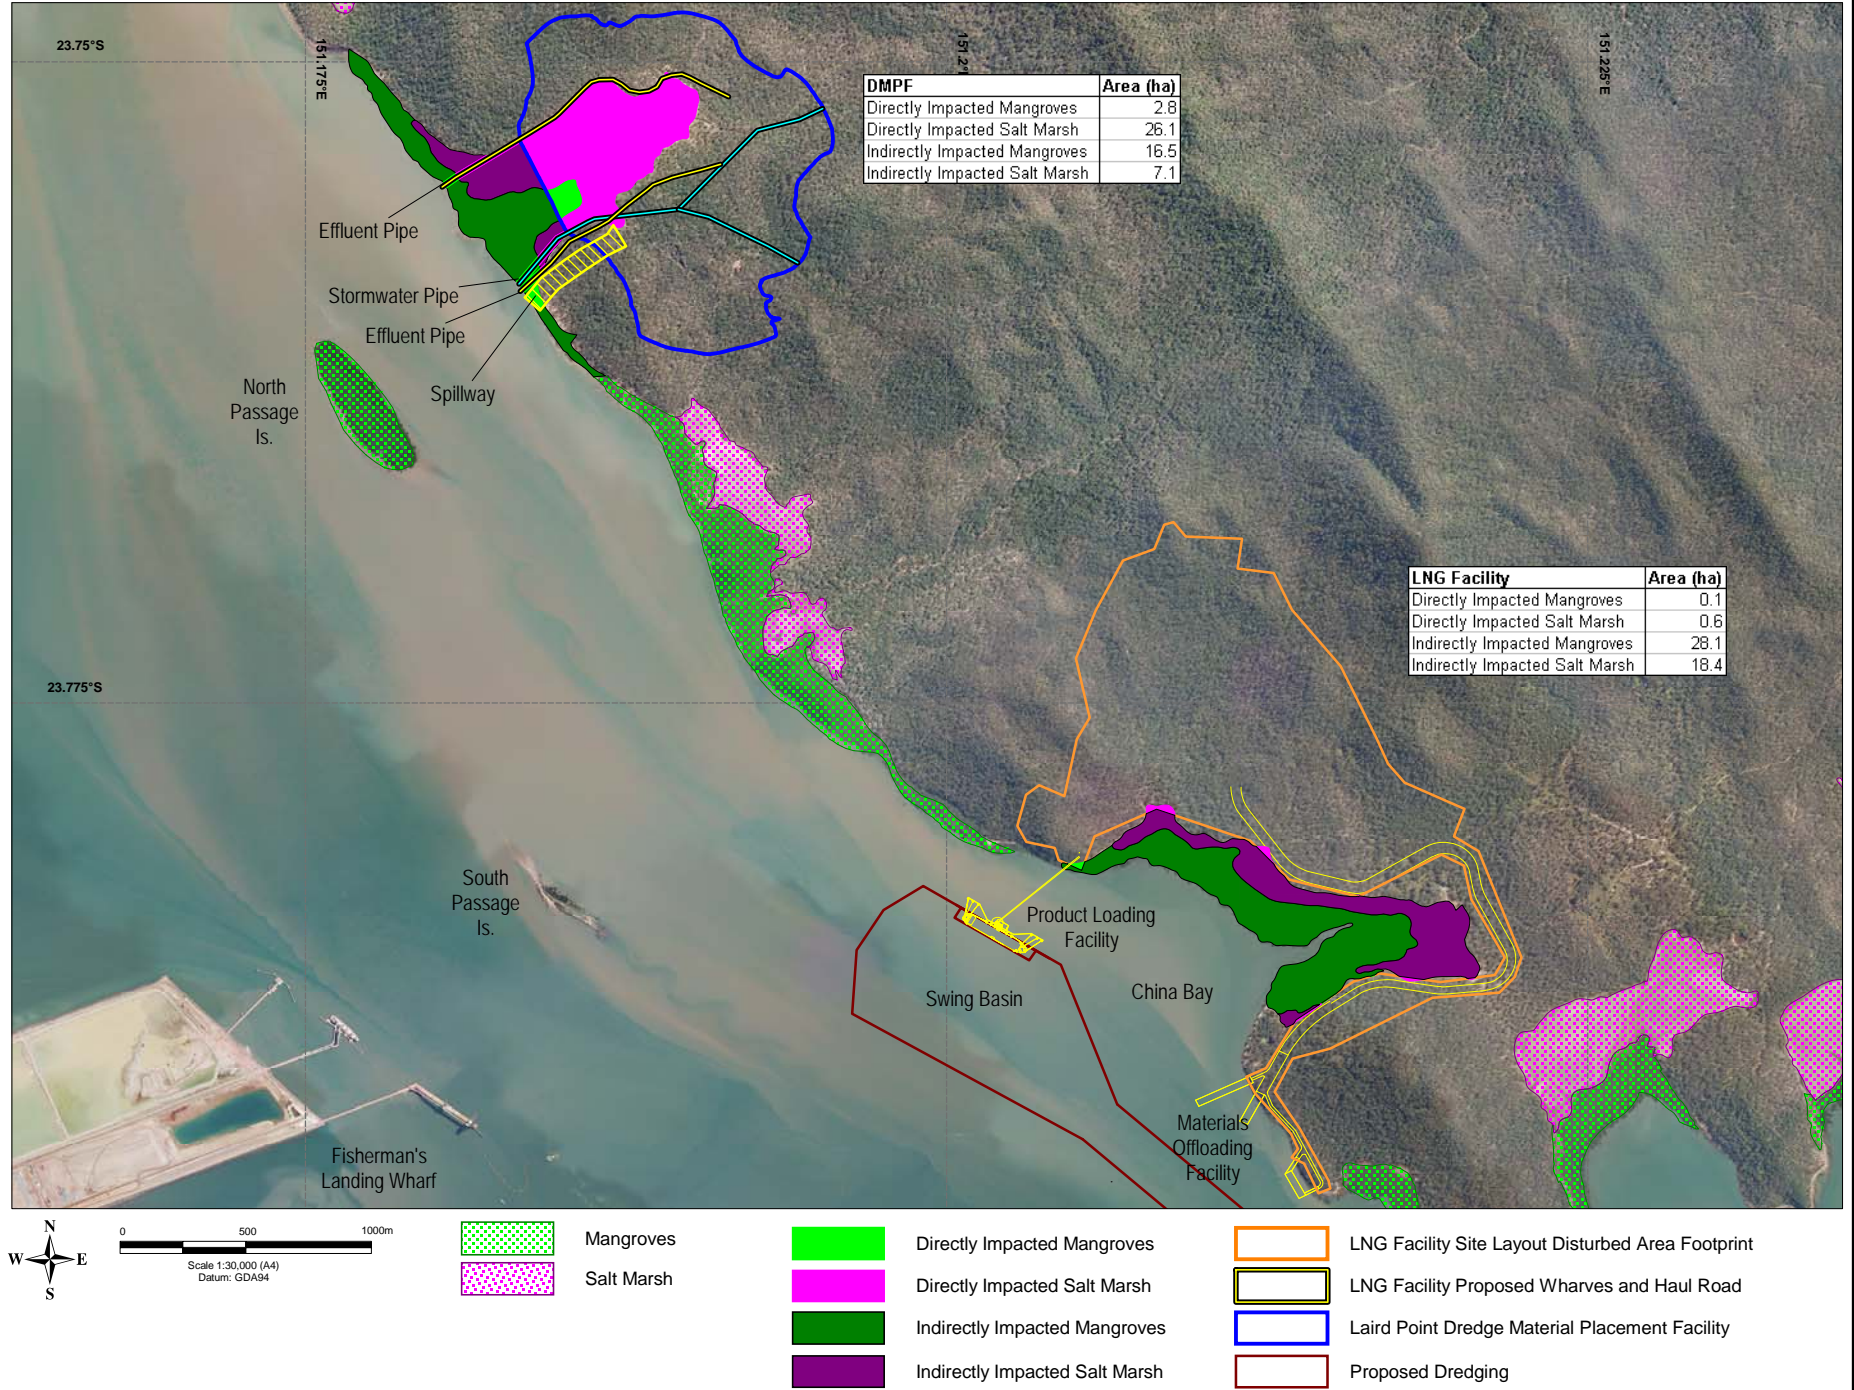 23.75°S
151.175°E
151.2°
151.225°E
DMPF Area (ha)
Directly Impacted Mangroves 2.8
Directly Impacted Salt Marsh 26.1
Indirectly Impacted Mangroves 16.5
Indirectly Impacted Salt Marsh 7.1
Effluent Pipe
Stormwater Pipe
Effluent Pipe
Spillway
North
Passage
Is.
LNG Facility Area (ha)
Directly Impacted Mangroves 0.1
Directly Impacted Salt Marsh 0.6
Indirectly Impacted Mangroves 28.1
Indirectly Impacted Salt Marsh 18.4
23.775°S
South
Passage
Is.
Product Loading
Facility
Swing Basin
China Bay
Materials
Offloading
Facility
Fisherman's
Landing Wharf
N
W E
S
0 500 1000m
Scale 1:30,000 (A4)
Datum: GDA94
Mangroves
Salt Marsh
Directly Impacted Mangroves
Directly Impacted Salt Marsh
Indirectly Impacted Mangroves
Indirectly Impacted Salt Marsh
LNG Facility Site Layout Disturbed Area Footprint
LNG Facility Proposed Wharves and Haul Road
Laird Point Dredge Material Placement Facility
Proposed Dredging